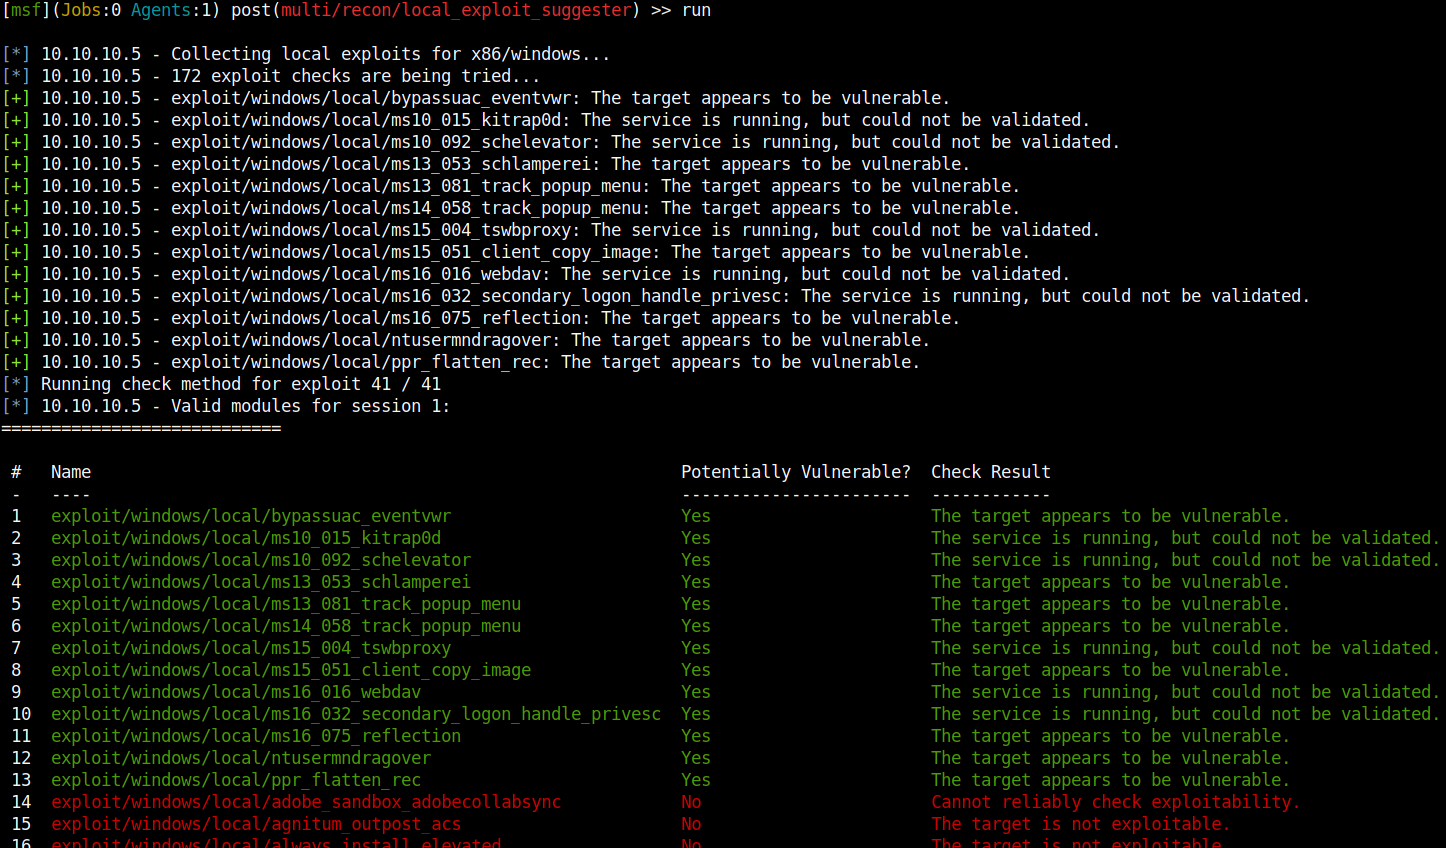 [msf](Jobs:0 Agents:1) post(multi/recon/local_exploit_suggester) >> run
[*] 10.10.10.5 - Collecting local exploits for x86/windows...
[*] 10.10.10.5 - 172 exploit checks are being tried...
[+] 10.10.10.5 - exploit/windows/local/bypassuac_eventvwr: The target appears to be vulnerable.
[+] 10.10.10.5 - exploit/windows/local/ms10_015_kitrap0d: The service is running, but could not be validated.
[+] 10.10.10.5 - exploit/windows/local/ms10_092_schelevator: The service is running, but could not be validated.
[+] 10.10.10.5 - exploit/windows/local/ms13_053_schlamperei: The target appears to be vulnerable.
[+] 10.10.10.5 - exploit/windows/local/ms13_081_track_popup_menu: The target appears to be vulnerable.
[+] 10.10.10.5 - exploit/windows/local/ms14_058_track_popup_menu: The target appears to be vulnerable.
[+] 10.10.10.5 - exploit/windows/local/ms15_004_tswbproxy: The service is running, but could not be validated.
[+] 10.10.10.5 - exploit/windows/local/ms15_051_client_copy_image: The target appears to be vulnerable.
[+] 10.10.10.5 - exploit/windows/local/ms16_016_webdav: The service is running, but could not be validated.
[+] 10.10.10.5 - exploit/windows/local/ms16_032_secondary_logon_handle_privesc: The service is running, but could not be validated.
[+] 10.10.10.5 - exploit/windows/local/ms16_075_reflection: The target appears to be vulnerable.
[+] 10.10.10.5 - exploit/windows/local/ntusermndragover: The target appears to be vulnerable.
[+] 10.10.10.5 - exploit/windows/local/ppr_flatten_rec: The target appears to be vulnerable.
[*] Running check method for exploit 41 / 41
[*] 10.10.10.5 - Valid modules for session 1:
============================
# Name Potentially Vulnerable? Check Result
- ---- ----------------------- ------------
1 exploit/windows/local/bypassuac_eventvwr Yes The target appears to be vulnerable.
2 exploit/windows/local/ms10_015_kitrap0d Yes The service is running, but could not be validated.
3 exploit/windows/local/ms10_092_schelevator Yes The service is running, but could not be validated.
4 exploit/windows/local/ms13_053_schlamperei Yes The target appears to be vulnerable.
5 exploit/windows/local/ms13_081_track_popup_menu Yes The target appears to be vulnerable.
6 exploit/windows/local/ms14_058_track_popup_menu Yes The target appears to be vulnerable.
7 exploit/windows/local/ms15_004_tswbproxy Yes The service is running, but could not be validated.
8 exploit/windows/local/ms15_051_client_copy_image Yes The target appears to be vulnerable.
9 exploit/windows/local/ms16_016_webdav Yes The service is running, but could not be validated.
10 exploit/windows/local/ms16_032_secondary_logon_handle_privesc Yes The service is running, but could not be validated.
11 exploit/windows/local/ms16_075_reflection Yes The target appears to be vulnerable.
12 exploit/windows/local/ntusermndragover Yes The target appears to be vulnerable.
13 exploit/windows/local/ppr_flatten_rec Yes The target appears to be vulnerable.
14 exploit/windows/local/adobe_sandbox_adobecollabsync No Cannot reliably check exploitability.
15 exploit/windows/local/agnitum_outpost_acs No The target is not exploitable.
16 exploit/windows/local/always_install_elevated No The target is not exploitable.